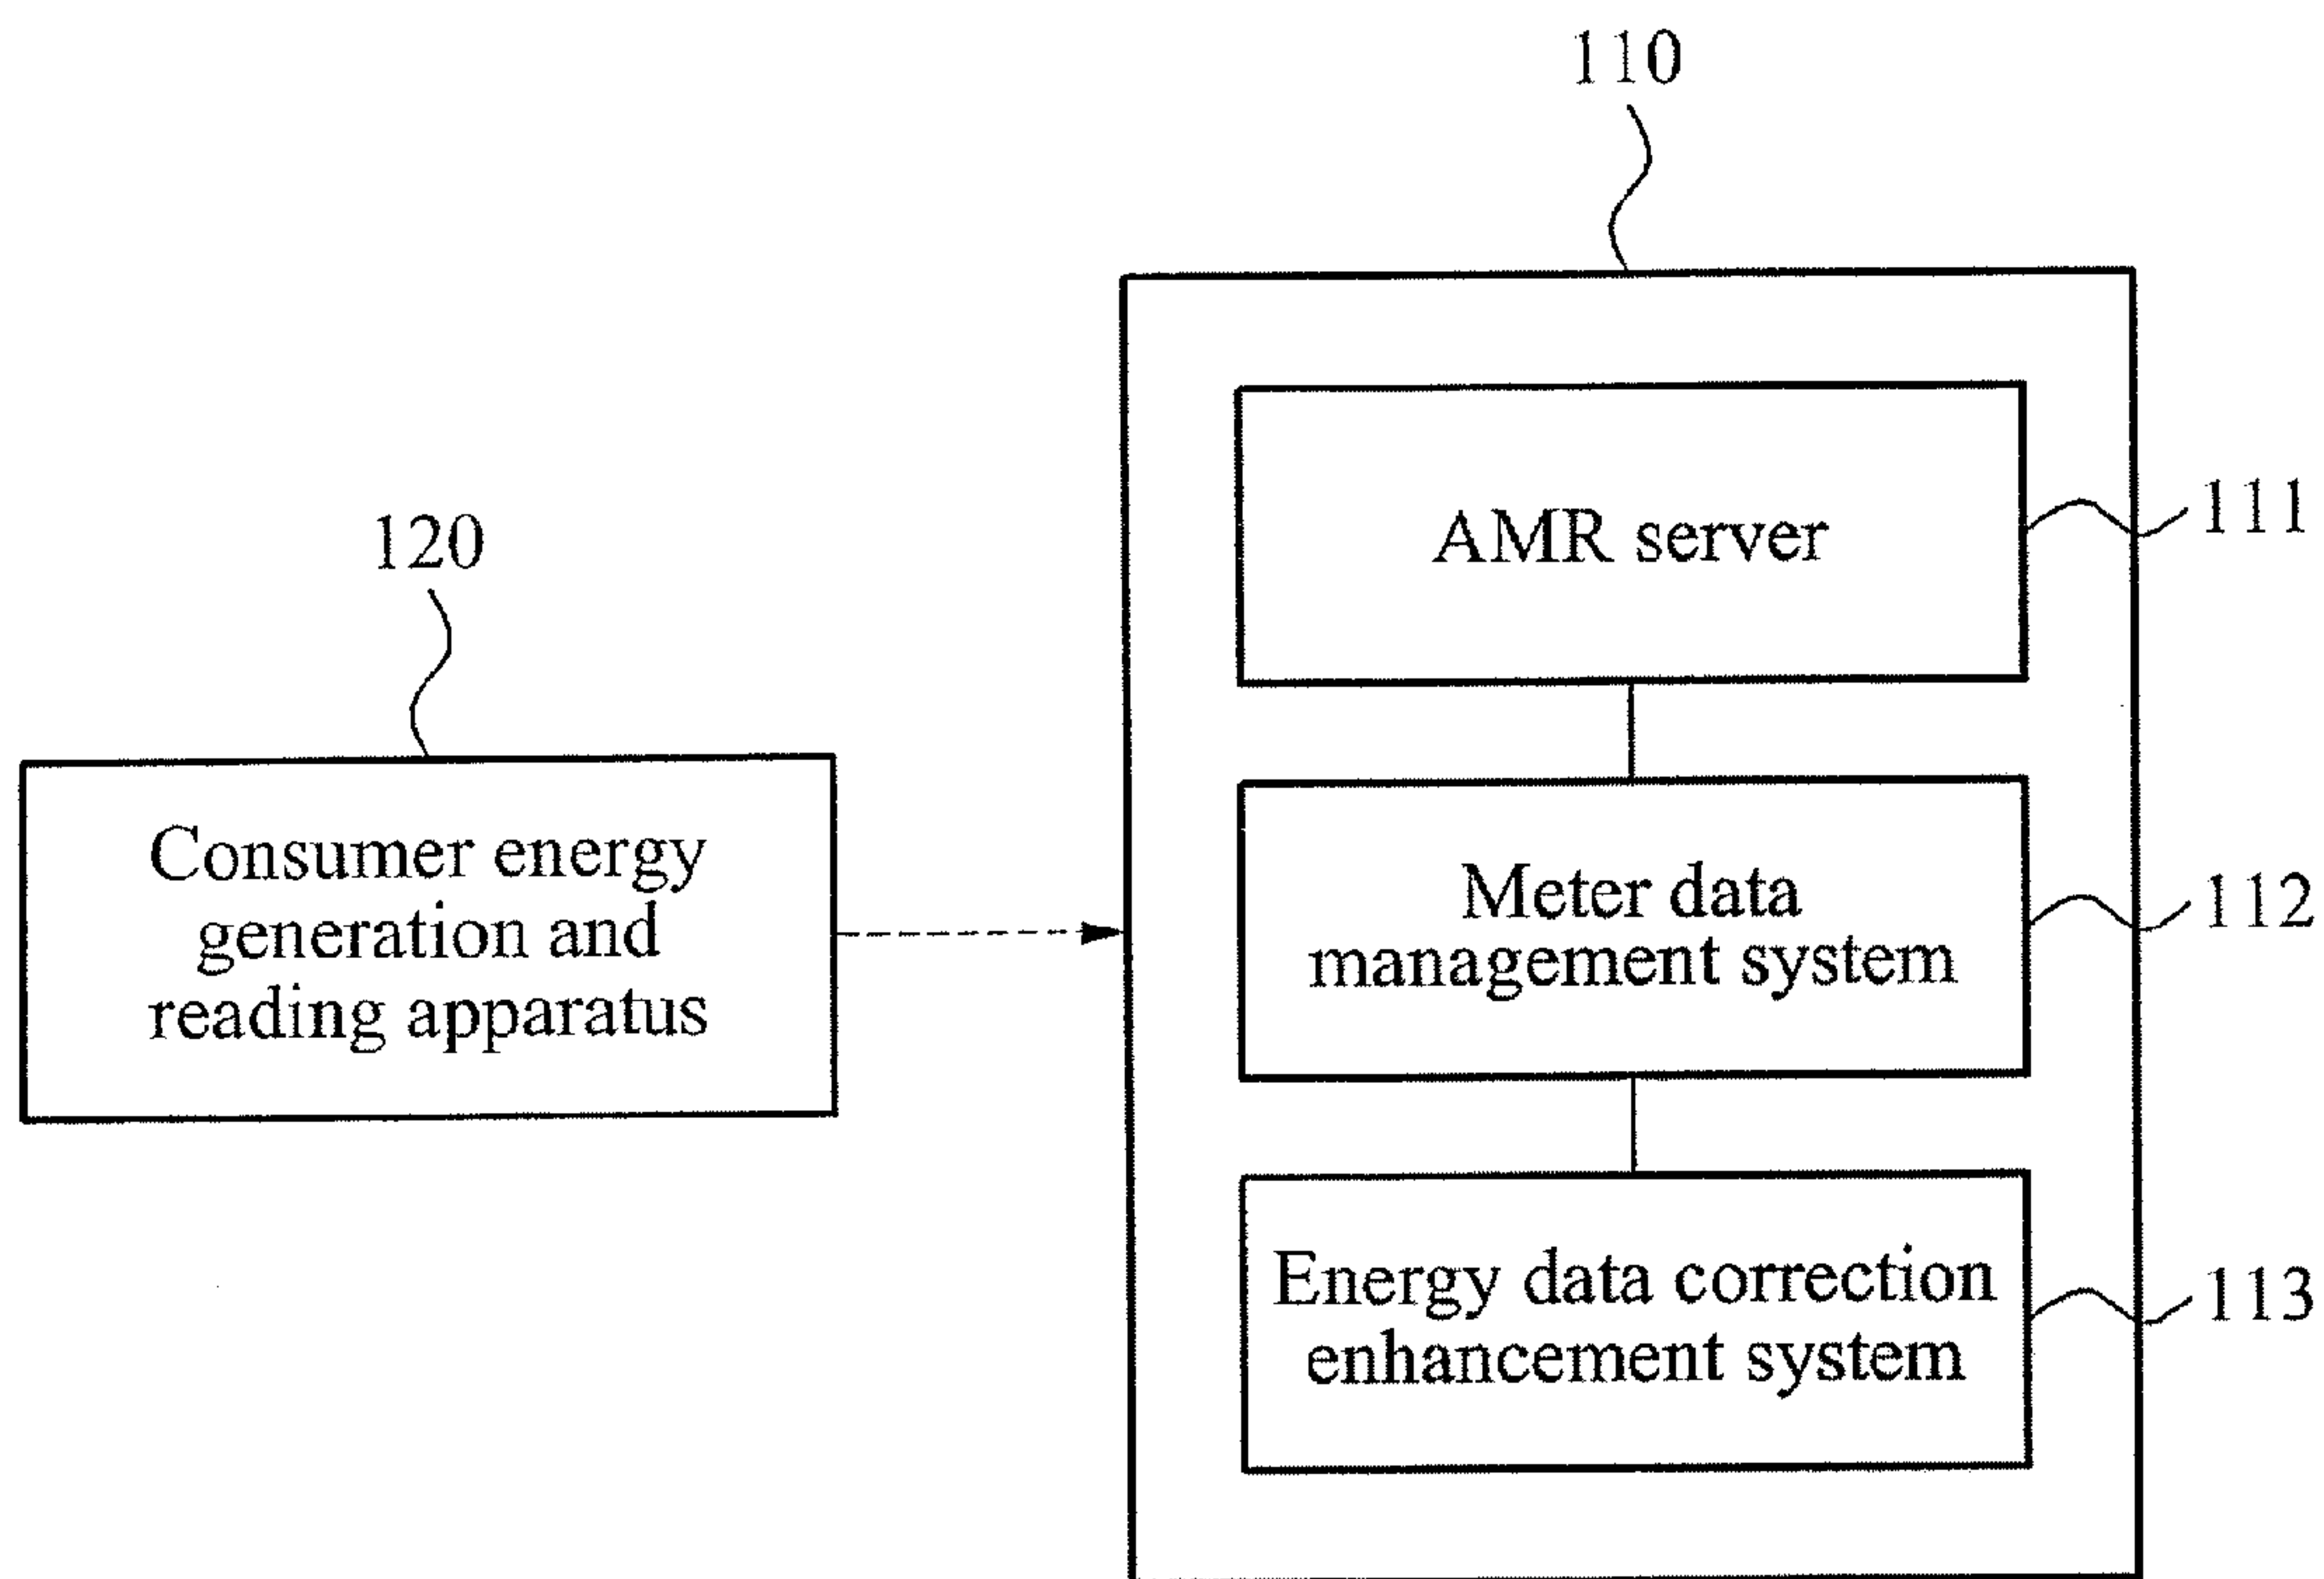 110
AMR server
111
120
Consumer energy
generation and
reading apparatus
Meter data
management system
112
Energy data correction
enhancement system
113